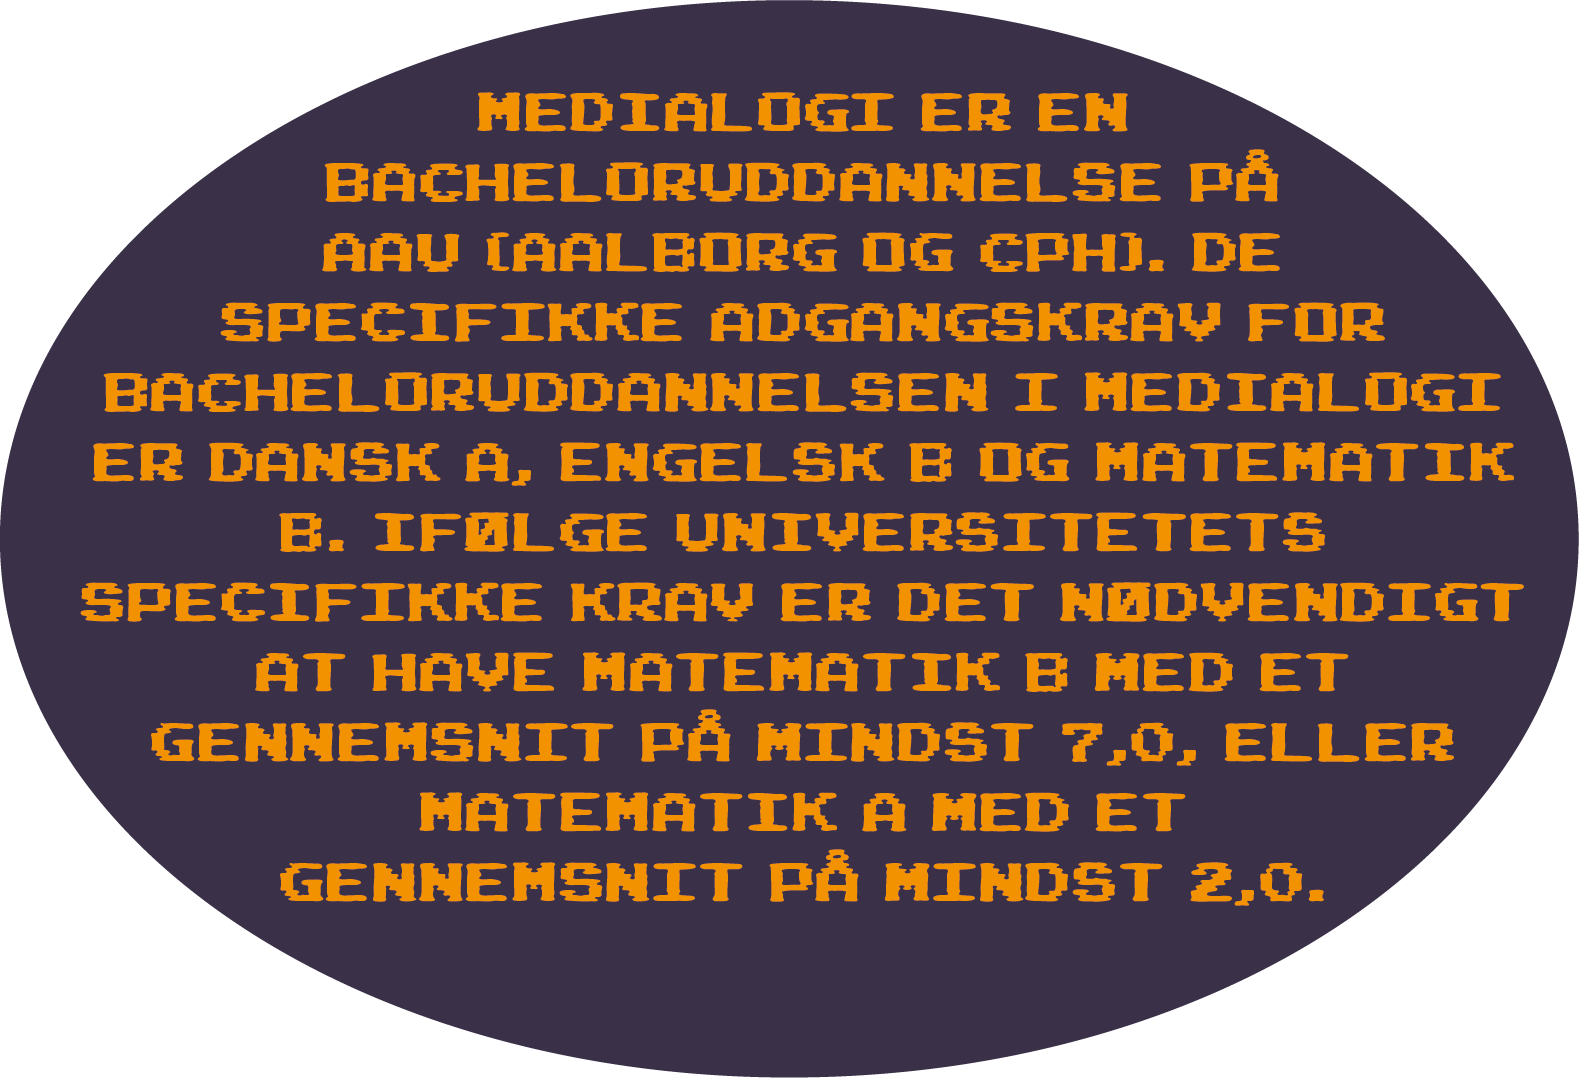 MEDIALOGI ER EN
BACHELORUDDANNELSE PÅ
AAU (AALBORG OG CPH). DE
SPECIFIKKE ADGANGSKRAV FOR
BACHELORUDDANNELSEN I MEDIALOGI
ER DANSK A, ENGELSK B OG MATEMATIK
B. IFØLGE UNIVERSITETETS
SPECIFIKKE KRAV ER DET NØDVENDIGT
AT HAVE MATEMATIK B MED ET
GENNEMSNIT PÅ MINDST 7,0, ELLER
MATEMATIK A MED ET
GENNEMSNIT PÅ MINDST 2,0.